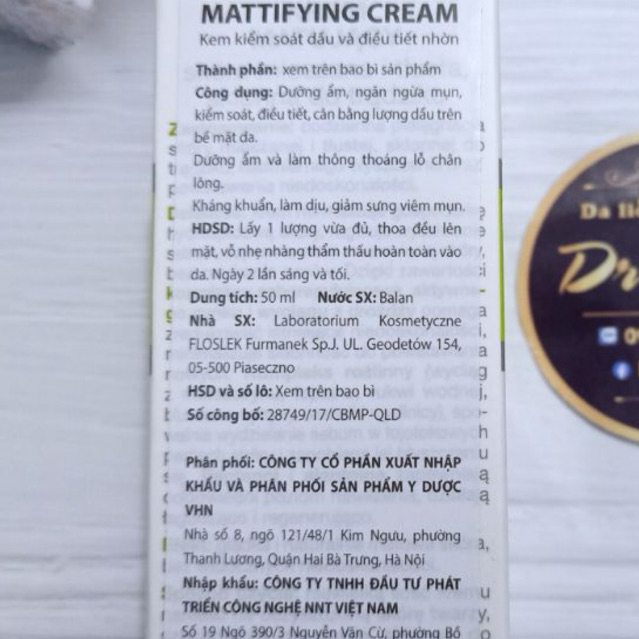 MATTIFYING CREAM
Kem kiểm soát dầu và điều tiết nhờn
Thành phần: xem trên bao bì sản phẩm
Công dụng: Dưỡng ẩm, ngăn ngừa mụn,
kiểm soát, điều tiết, cân bằng lượng dầu trên
bề mặt da.
Dưỡng ẩm và làm thông thoáng lỗ chân
lông.
Kháng khuẩn, làm dịu, giảm sưng viêm mụn.
HDSD: Lấy 1 lượng vừa đủ, thoa đều lên
mặt, vỗ nhẹ nhàng thẩm thấu hoàn toàn vào
da. Ngày 2 lần sáng và tối.
Dung tích: 50 ml Nước SX: Balan
Nhà SX: Laboratorium Kosmetyczne
FLOSLEK Furmanek Sp.J. UL. Geodetów 154,
05-500 Piaseczno
HSD và số lô: Xem trên bao bì
Số công bố: 28749/17/CBMP-QLD
Phân phối: CÔNG TY CỔ PHẦN XUẤT NHẬP
KHẨU VÀ PHÂN PHỐI SẢN PHẨM Y DƯỢC
VHN
Nhà số 8, ngõ 121/48/1 Kim Ngưu, phường
Thanh Lương, Quận Hai Bà Trưng, Hà Nội
Nhập khẩu: CÔNG TY TNHH ĐẦU TƯ PHÁT
TRIỂN CÔNG NGHỆ NNT VIỆT NAM
Số 19 Ngõ 390/3 Nguyễn Văn Cừ, phường Bồ
Da liễ
Dr